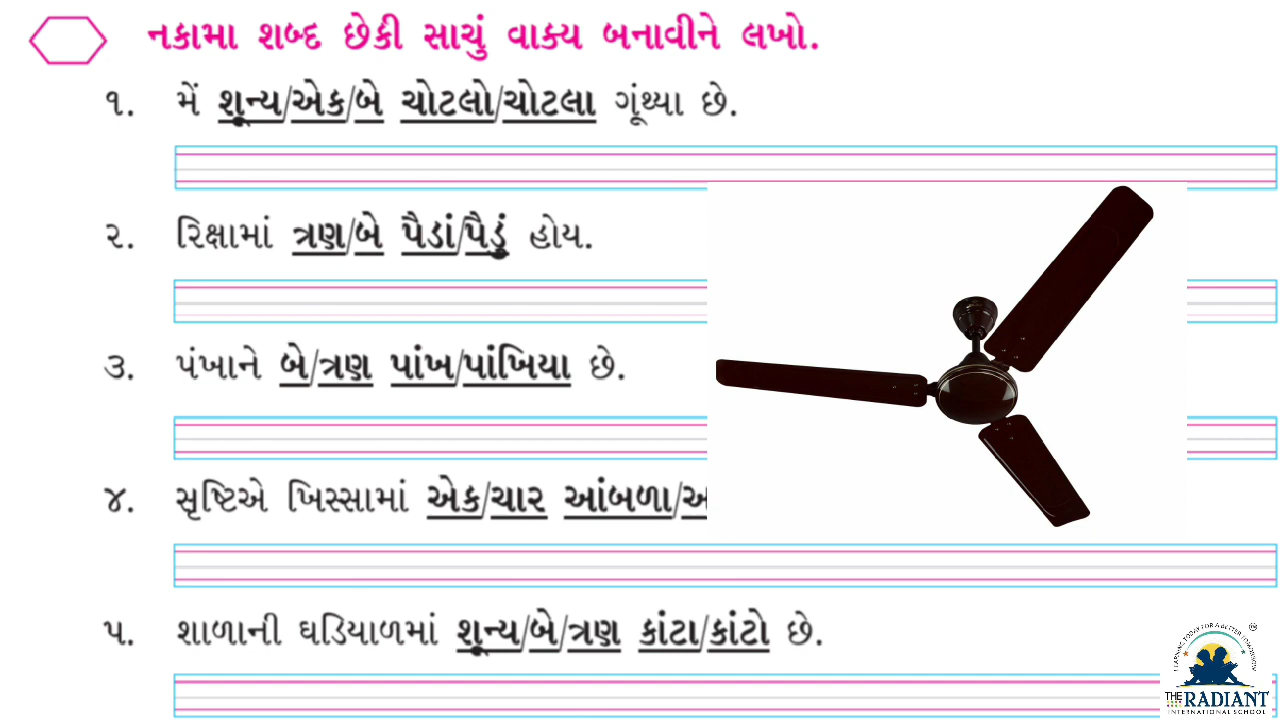 નકામા શબ્દ છેકી સાચું વાક્ય બનાવીને લખો.
૧. મેં શૂન્ય/એક/બે ચોટલો/ચોટલા ગૂંથ્યા છે.
૨. રિક્ષામાં ત્રણ/બે પૈડાં/પૈડું હોય.
૩. પંખાને બે/ત્રણ પાંખ/પાંખિયા છે.
૪. સૃષ્ટિએ ખિસ્સામાં એક/ચાર આંબળા/
૫. શાળાની ઘડિયાળમાં શૂન્ય/બે/ત્રણ કાંટા/કાંટો છે.
THE RADIANT
INTERNATIONAL SCHOOL